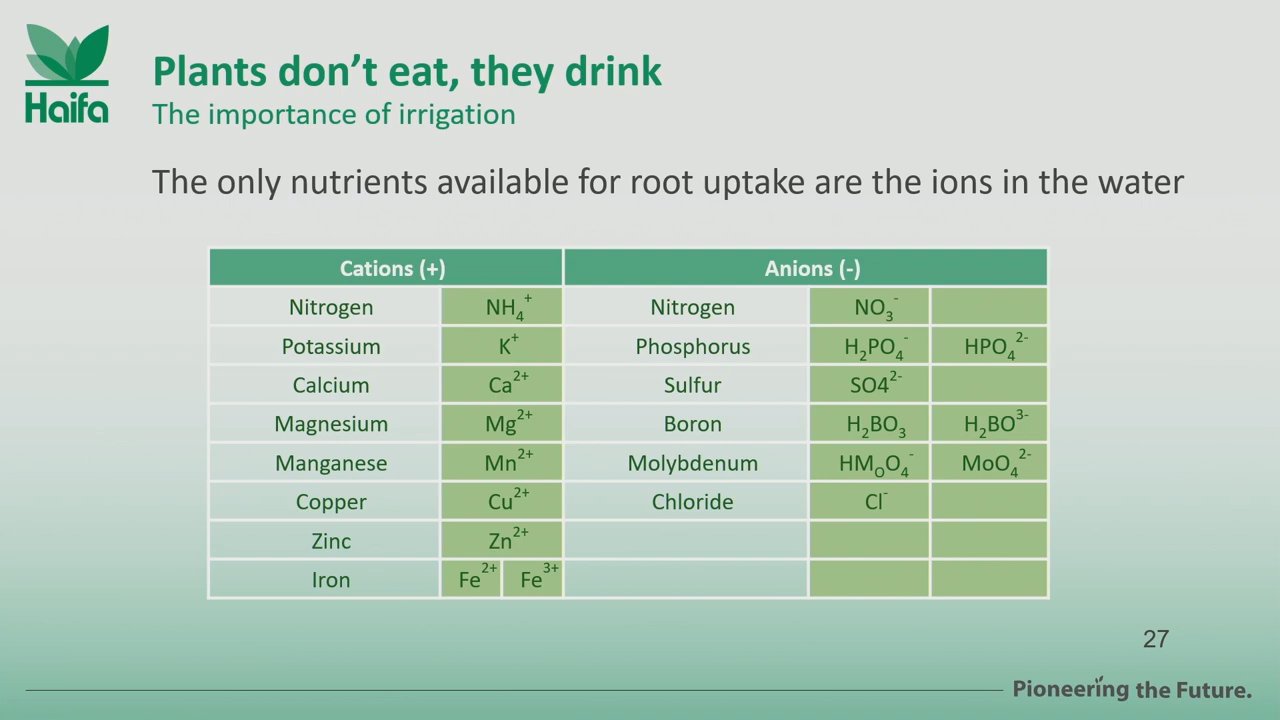 Haifa
Plants don’t eat, they drink
The importance of irrigation
The only nutrients available for root uptake are the ions in the water
Cations (+) Anions (-)
Nitrogen NH₄⁺ Nitrogen NO₃⁻
Potassium K⁺ Phosphorus H₂PO₄⁻ HPO₄²⁻
Calcium Ca²⁺ Sulfur SO4²⁻
Magnesium Mg²⁺ Boron H₂BO₃ H₂BO³⁻
Manganese Mn²⁺ Molybdenum HMₒO₄⁻ MoO₄²⁻
Copper Cu²⁺ Chloride Cl⁻
Zinc Zn²⁺
Iron Fe²⁺ Fe³⁺
27
Pioneering the Future.